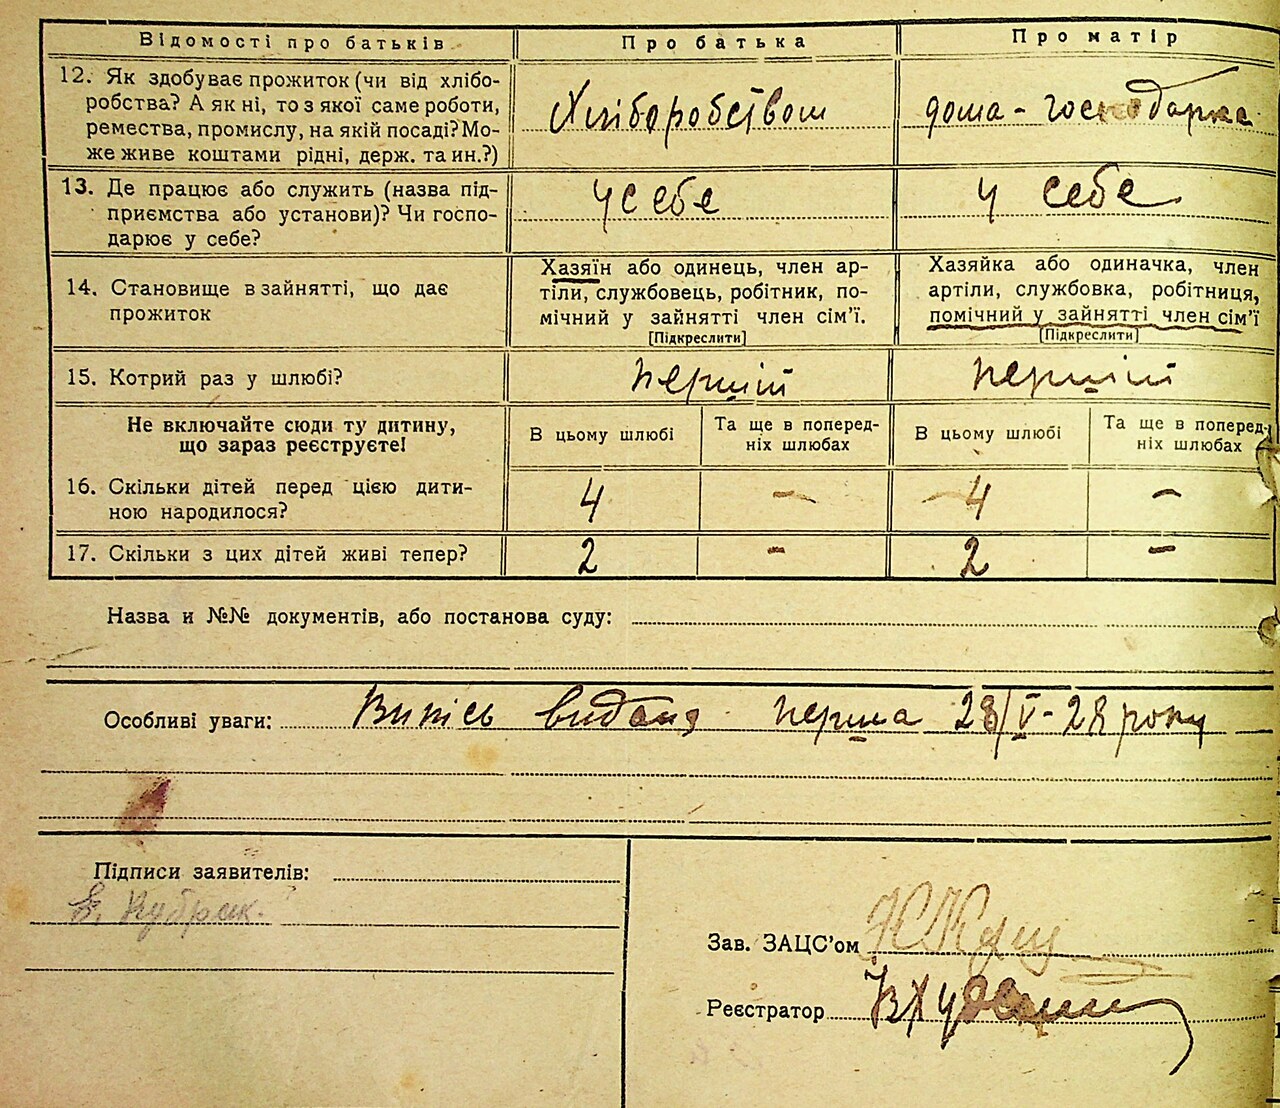 Відомості про батьків
Про батька
Про матір
12. Як здобуває прожиток (чи від хлібо-
робства? А як ні, то з якої саме роботи,
ремества, промислу, на якій посаді? Мо-
же живе коштами рідні, держ. та ин.?)
Хліборобством
дома - господарка
13. Де працює або служить (назва під-
приємства або установи)? Чи госпо-
дарює у себе?
у себе
у себе
14. Становище в зайнятті, що дає
прожиток
Хазяїн або одинець, член ар-
тіли, службовець, робітник, по-
мічний у зайнятті член сім'ї.
[Підкреслити]
Хазяйка або одиначка, член
артіли, службовка, робітниця,
помічний у зайнятті член сім'ї
[Підкреслити]
15. Котрий раз у шлюбі?
першій
першій
Не включайте сюди ту дитину,
що зараз реєструєте!
В цьому шлюбі
Та ще в поперед-
ніх шлюбах
В цьому шлюбі
Та ще в поперед-
ніх шлюбах
16. Скільки дітей перед цією дити-
ною народилося?
4
-
4
-
17. Скільки з цих дітей живі тепер?
2
-
2
-
Назва и №№ документів, або постанова суду:
Особливі уваги: Випісь видана перша 28/V-28 року
Підписи заявителів:
Зав. ЗАЦС'ом
Реєстратор